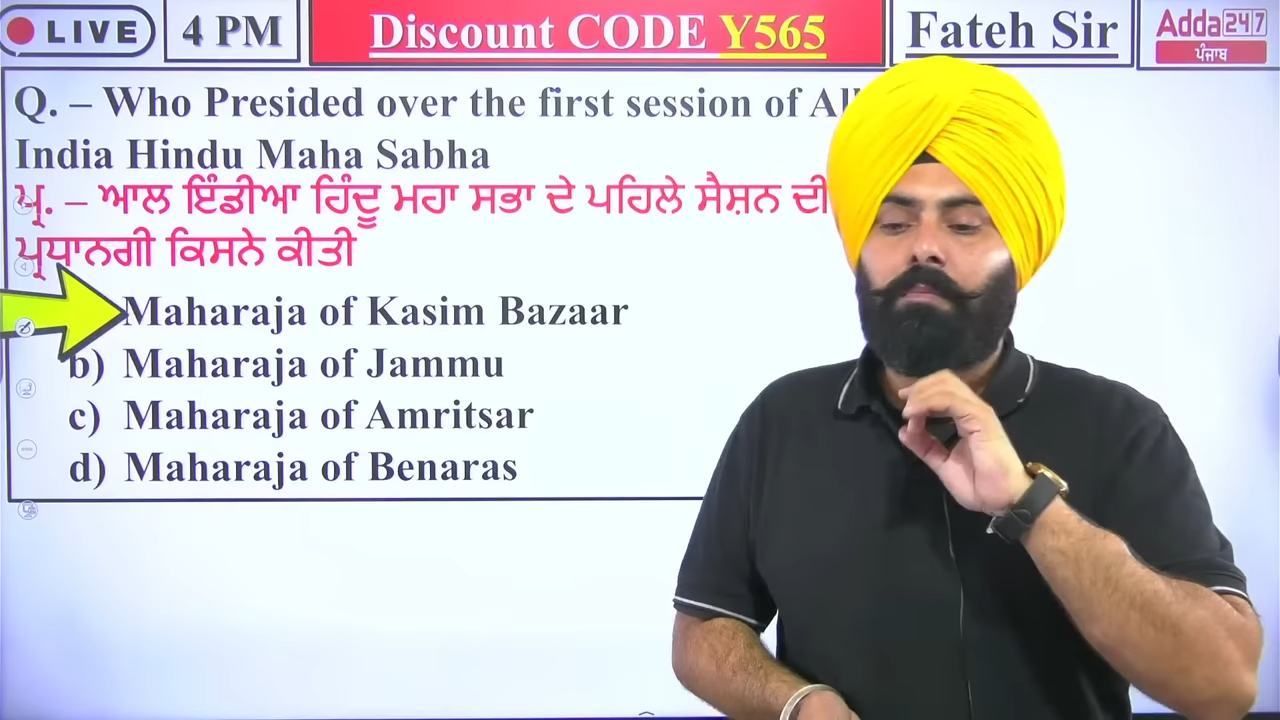 LIVE
4 PM
Discount CODE Y565
Fateh Sir
Adda247
ਪੰਜਾਬ
Q. – Who Presided over the first session of All
India Hindu Maha Sabha
ਪ੍ਰ. – ਆਲ ਇੰਡੀਆ ਹਿੰਦੂ ਮਹਾ ਸਭਾ ਦੇ ਪਹਿਲੇ ਸੈਸ਼ਨ ਦੀ
ਪ੍ਰਧਾਨਗੀ ਕਿਸਨੇ ਕੀਤੀ
Maharaja of Kasim Bazaar
b) Maharaja of Jammu
c) Maharaja of Amritsar
d) Maharaja of Benaras